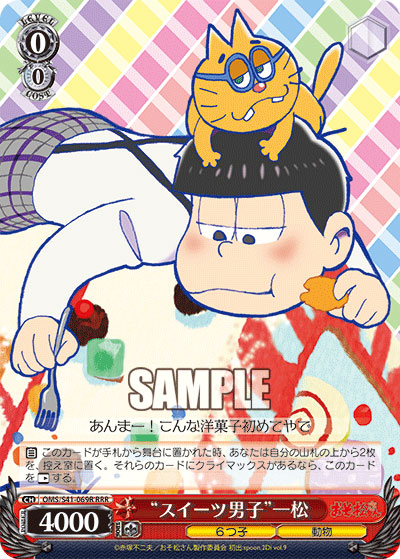 LEVEL
0
0
COST
SAMPLE
あんまー!こんな洋菓子初めてやで
このカードが手札から舞台に置かれた時、あなたは自分の山札の上から2枚
を、控え室に置く。それらのカードにクライマックスがあるなら、このカード
を
CH OMS/S41-069R RRR
“スイーツ男子”一松
おそ松さん
4000
6つ子
動物
©赤塚不二夫/おそ松さん製作委員会 初出:spoon.2Di vol.9